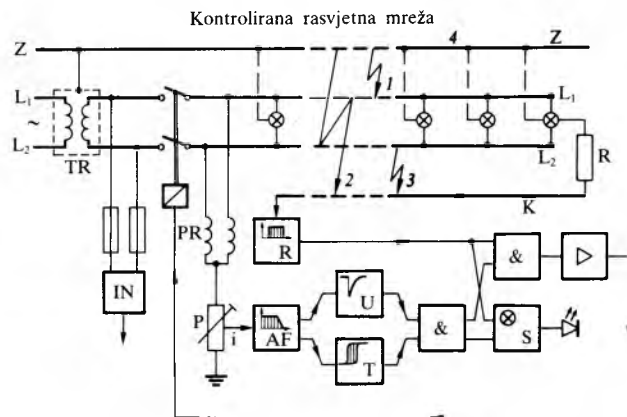 Kontrolirana rasvjetna mreža
Z 4 Z
1
L₁ L₁
~
L₂ L₂
TR R
2 3
K
PR
R
&
IN
U
P
i AF & S
T